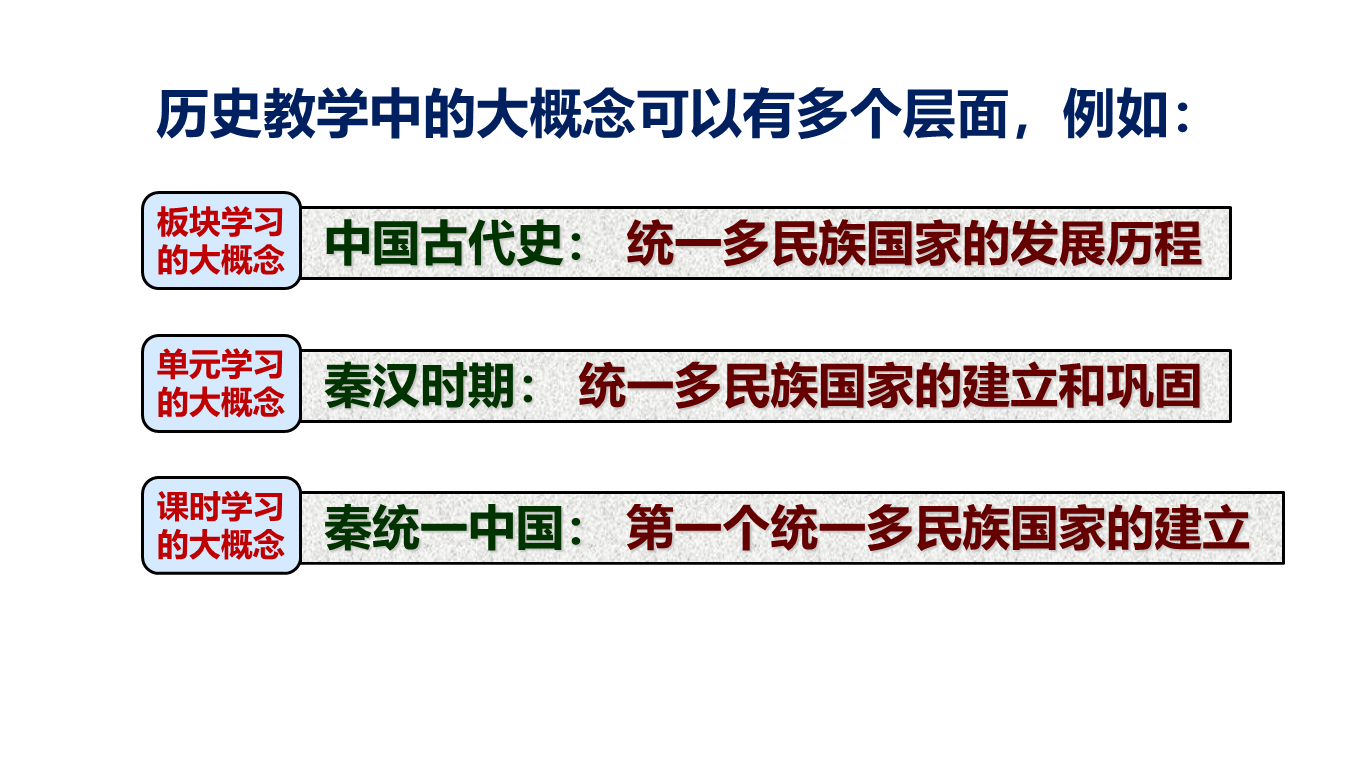 历史教学中的大概念可以有多个层面，例如：
板块学习
的大概念
中国古代史： 统一多民族国家的发展历程
单元学习
的大概念
秦汉时期： 统一多民族国家的建立和巩固
课时学习
的大概念
秦统一中国： 第一个统一多民族国家的建立